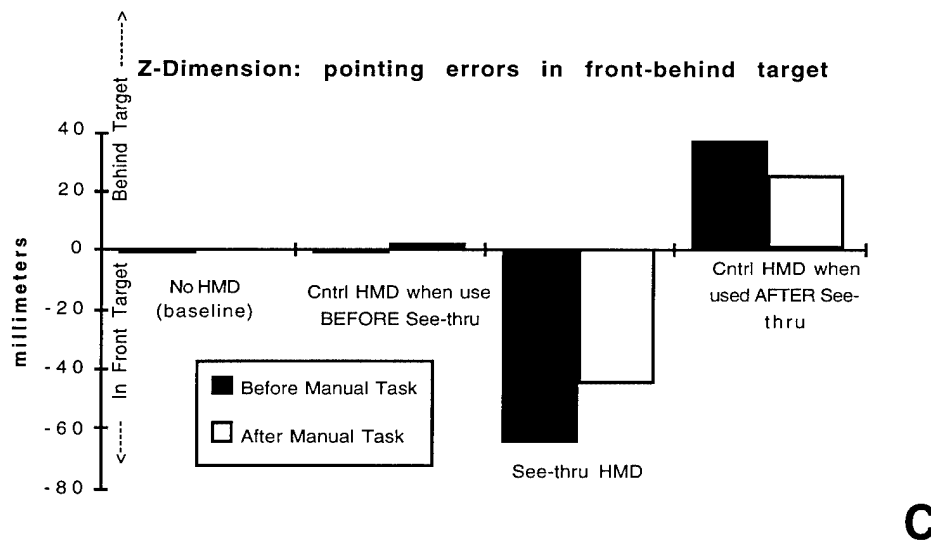 Z-Dimension: pointing errors in front-behind target
millimeters
<---- In Front Target
Behind Target ----->
40
20
0
-20
-40
-60
-80
No HMD
(baseline)
Cntrl HMD when use
BEFORE See-thru
See-thru HMD
Cntrl HMD when
used AFTER See-
thru
Before Manual Task
After Manual Task
C